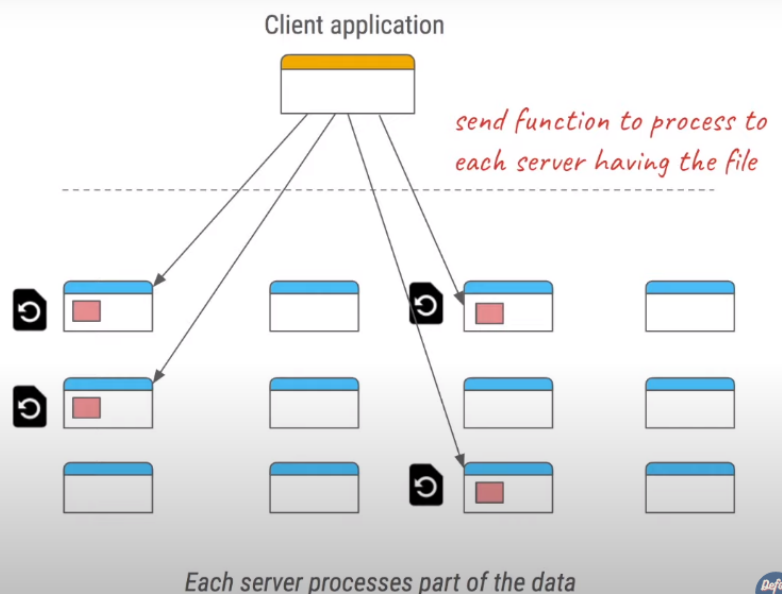 Client application
send function to process to
each server having the file
Each server processes part of the data